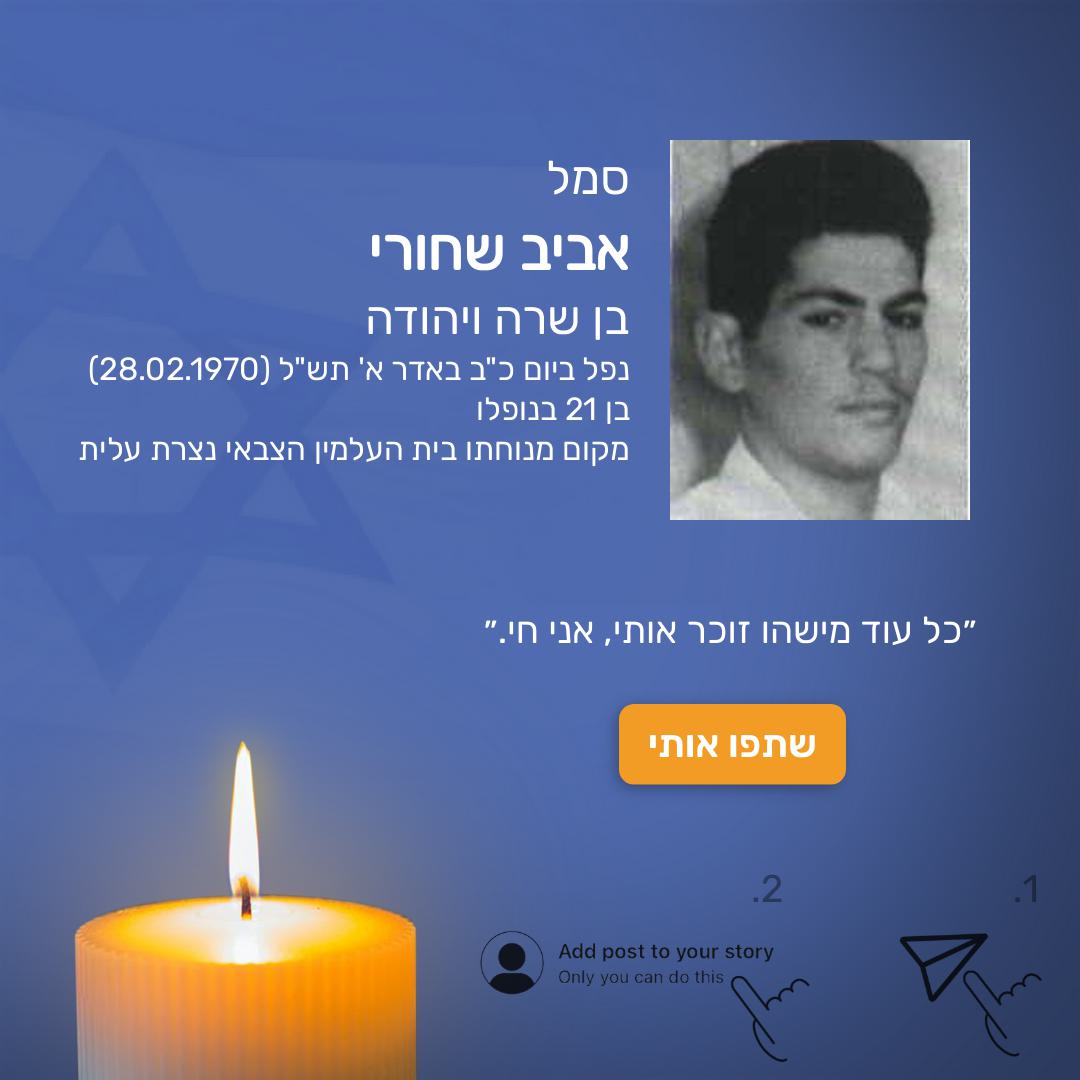 סמל
אביב שחורי
בן שרה ויהודה
נפל ביום כ"ב באדר א' תש"ל (28.02.1970)
בן 21 בנופלו
מקום מנוחתו בית העלמין הצבאי נצרת עלית
״כל עוד מישהו זוכר אותי, אני חי.״
שתפו אותי
.1
.2
Add post to your story
Only you can do this